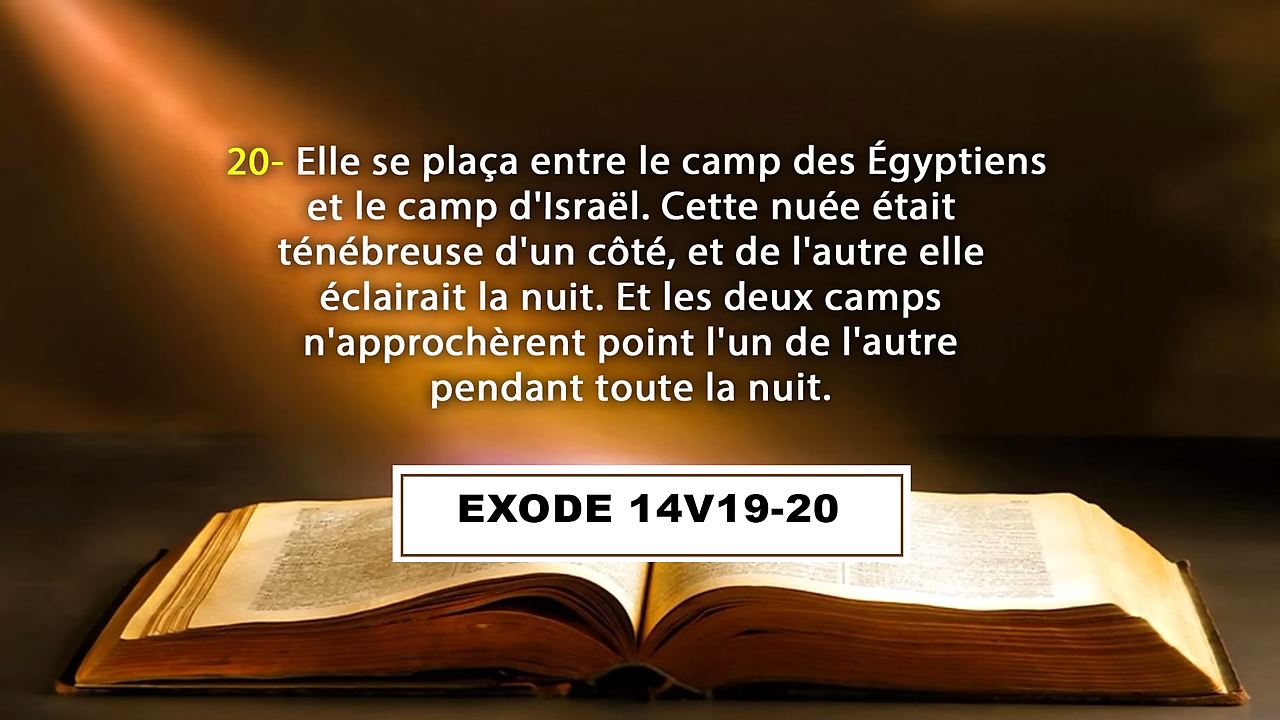 20- Elle se plaça entre le camp des Égyptiens
et le camp d'Israël. Cette nuée était
ténébreuse d'un côté, et de l'autre elle
éclairait la nuit. Et les deux camps
n'approchèrent point l'un de l'autre
pendant toute la nuit.
EXODE 14V19-20